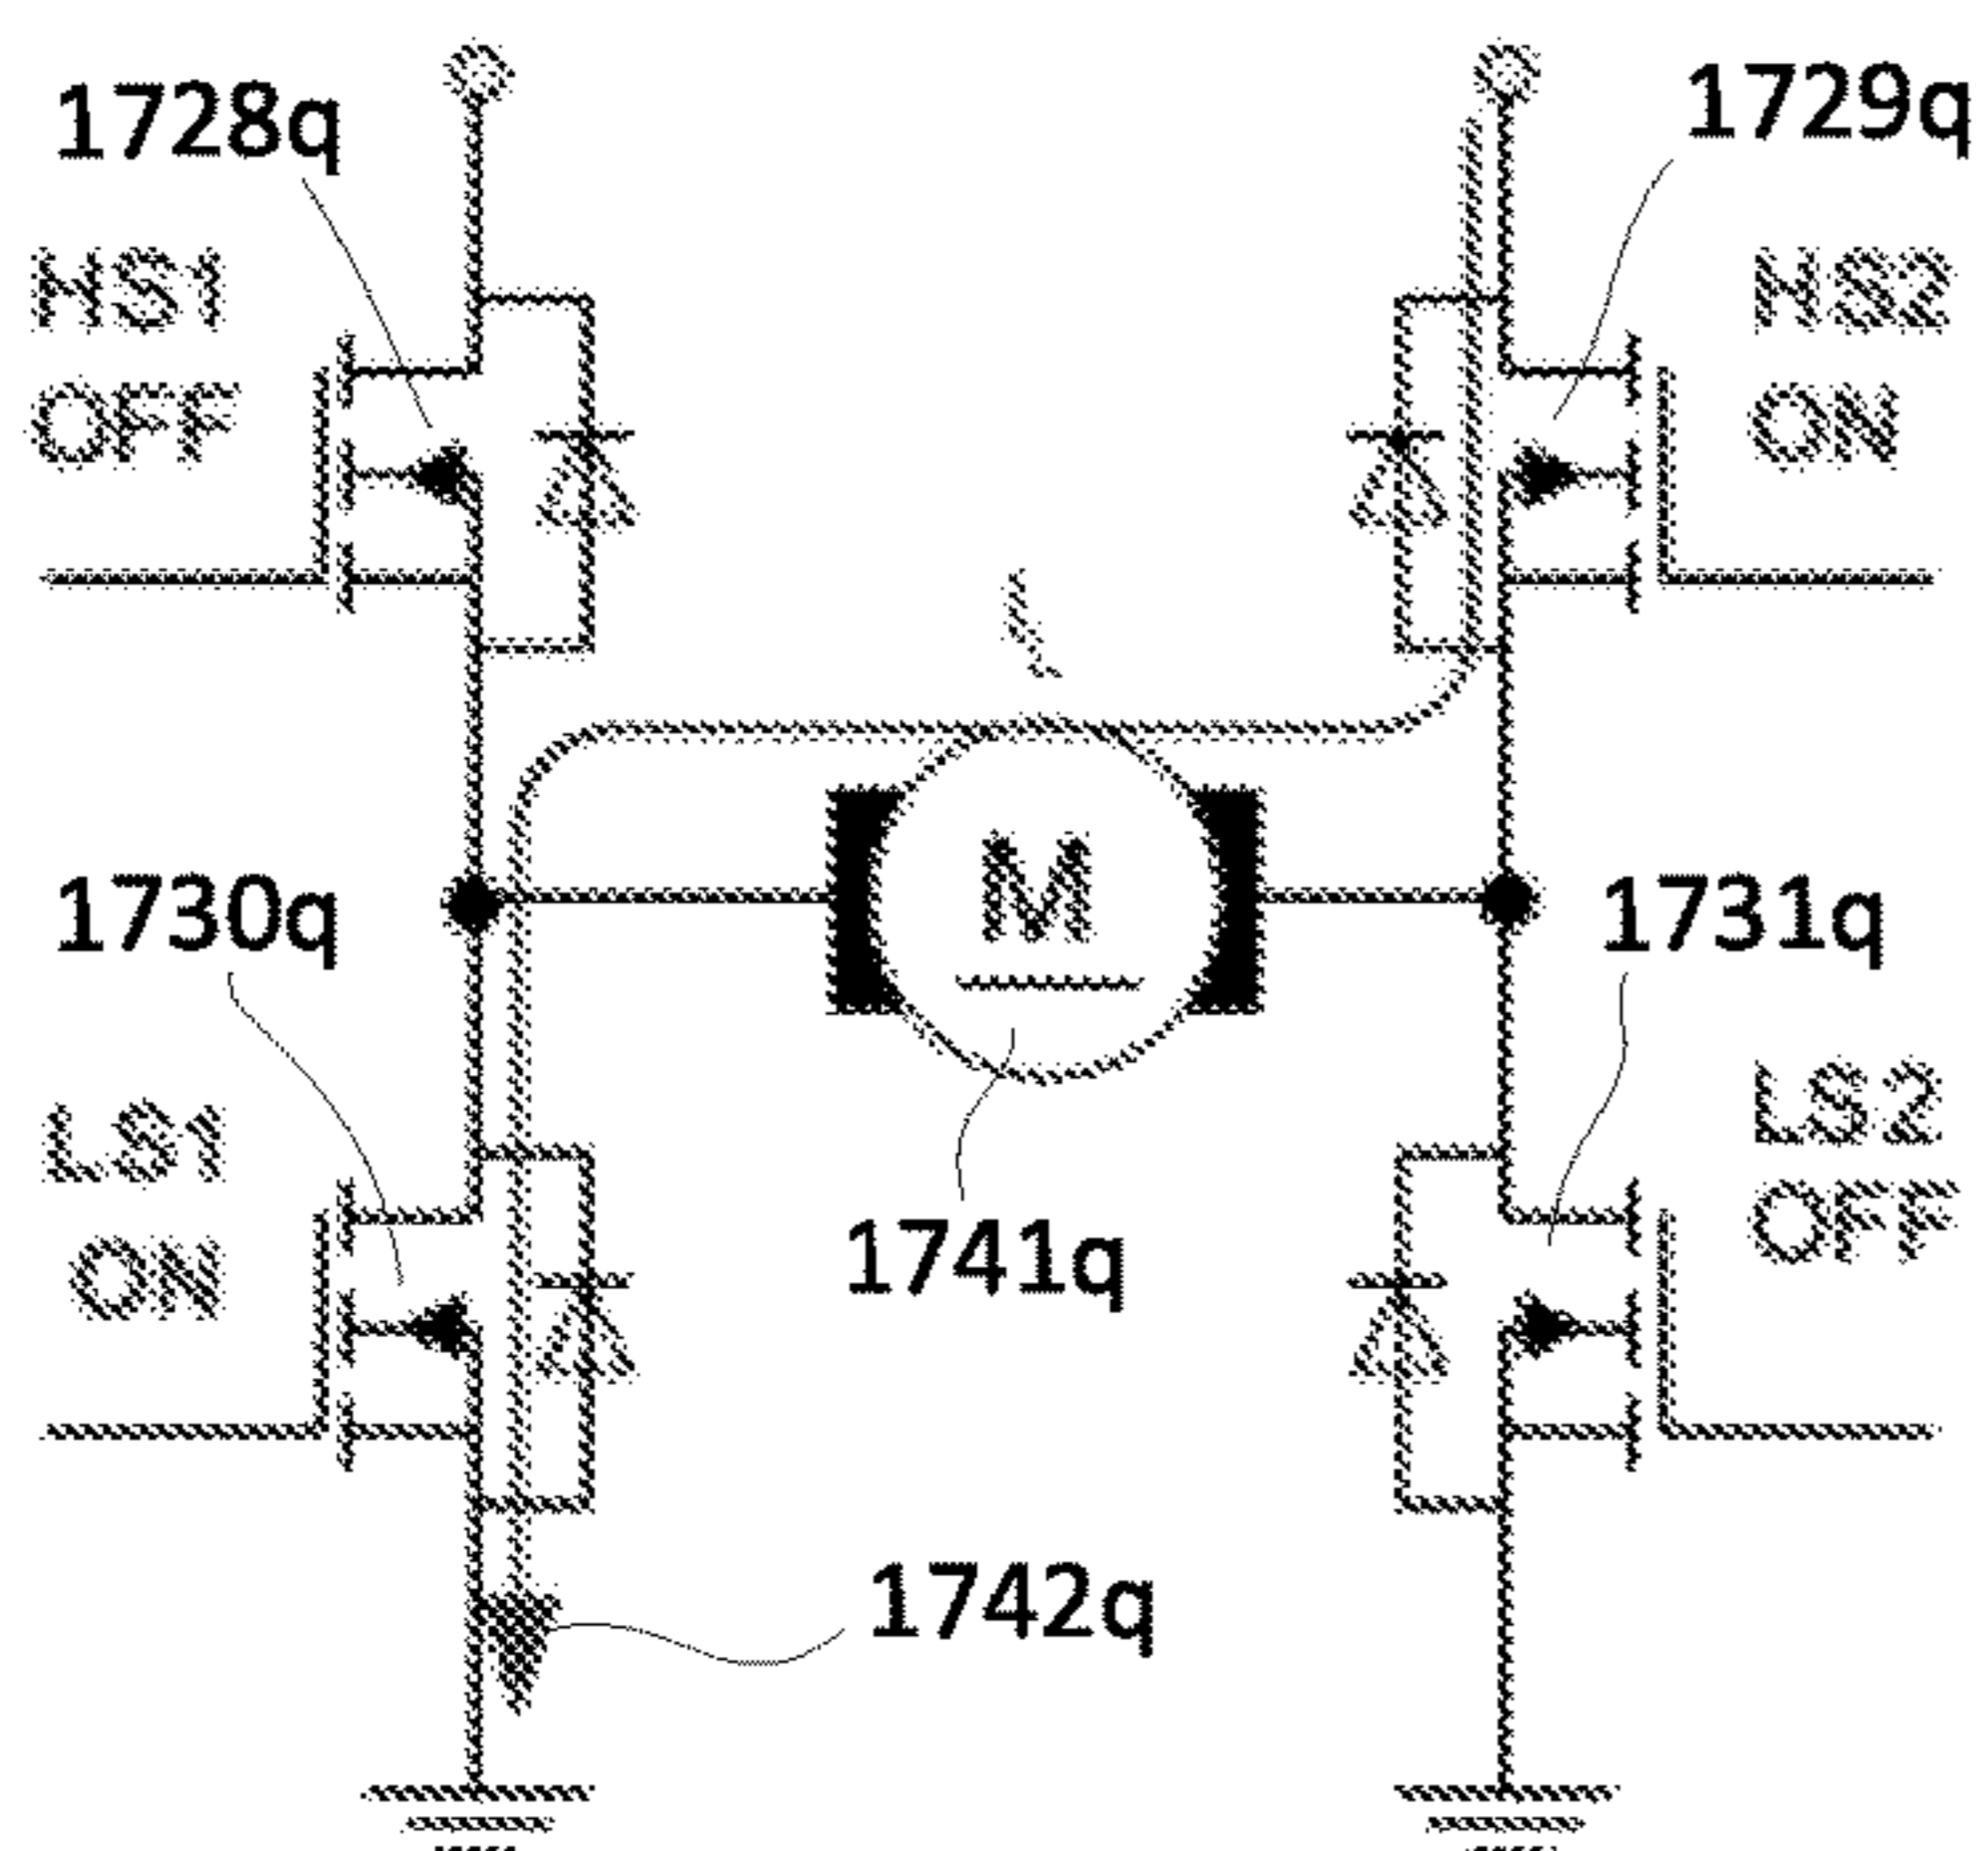 1728q
1729q
HS1
OFF
HS2
ON
M
1730q
1731q
LS1
ON
LS2
OFF
1741q
1742q